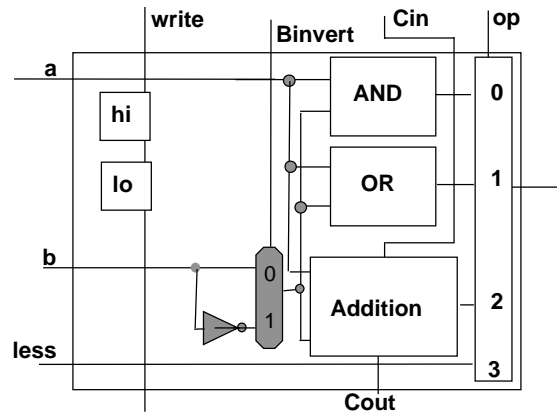 write
Binvert
Cin
op
a
hi
lo
b
less
AND
OR
Addition
0
1
0
1
2
3
Cout